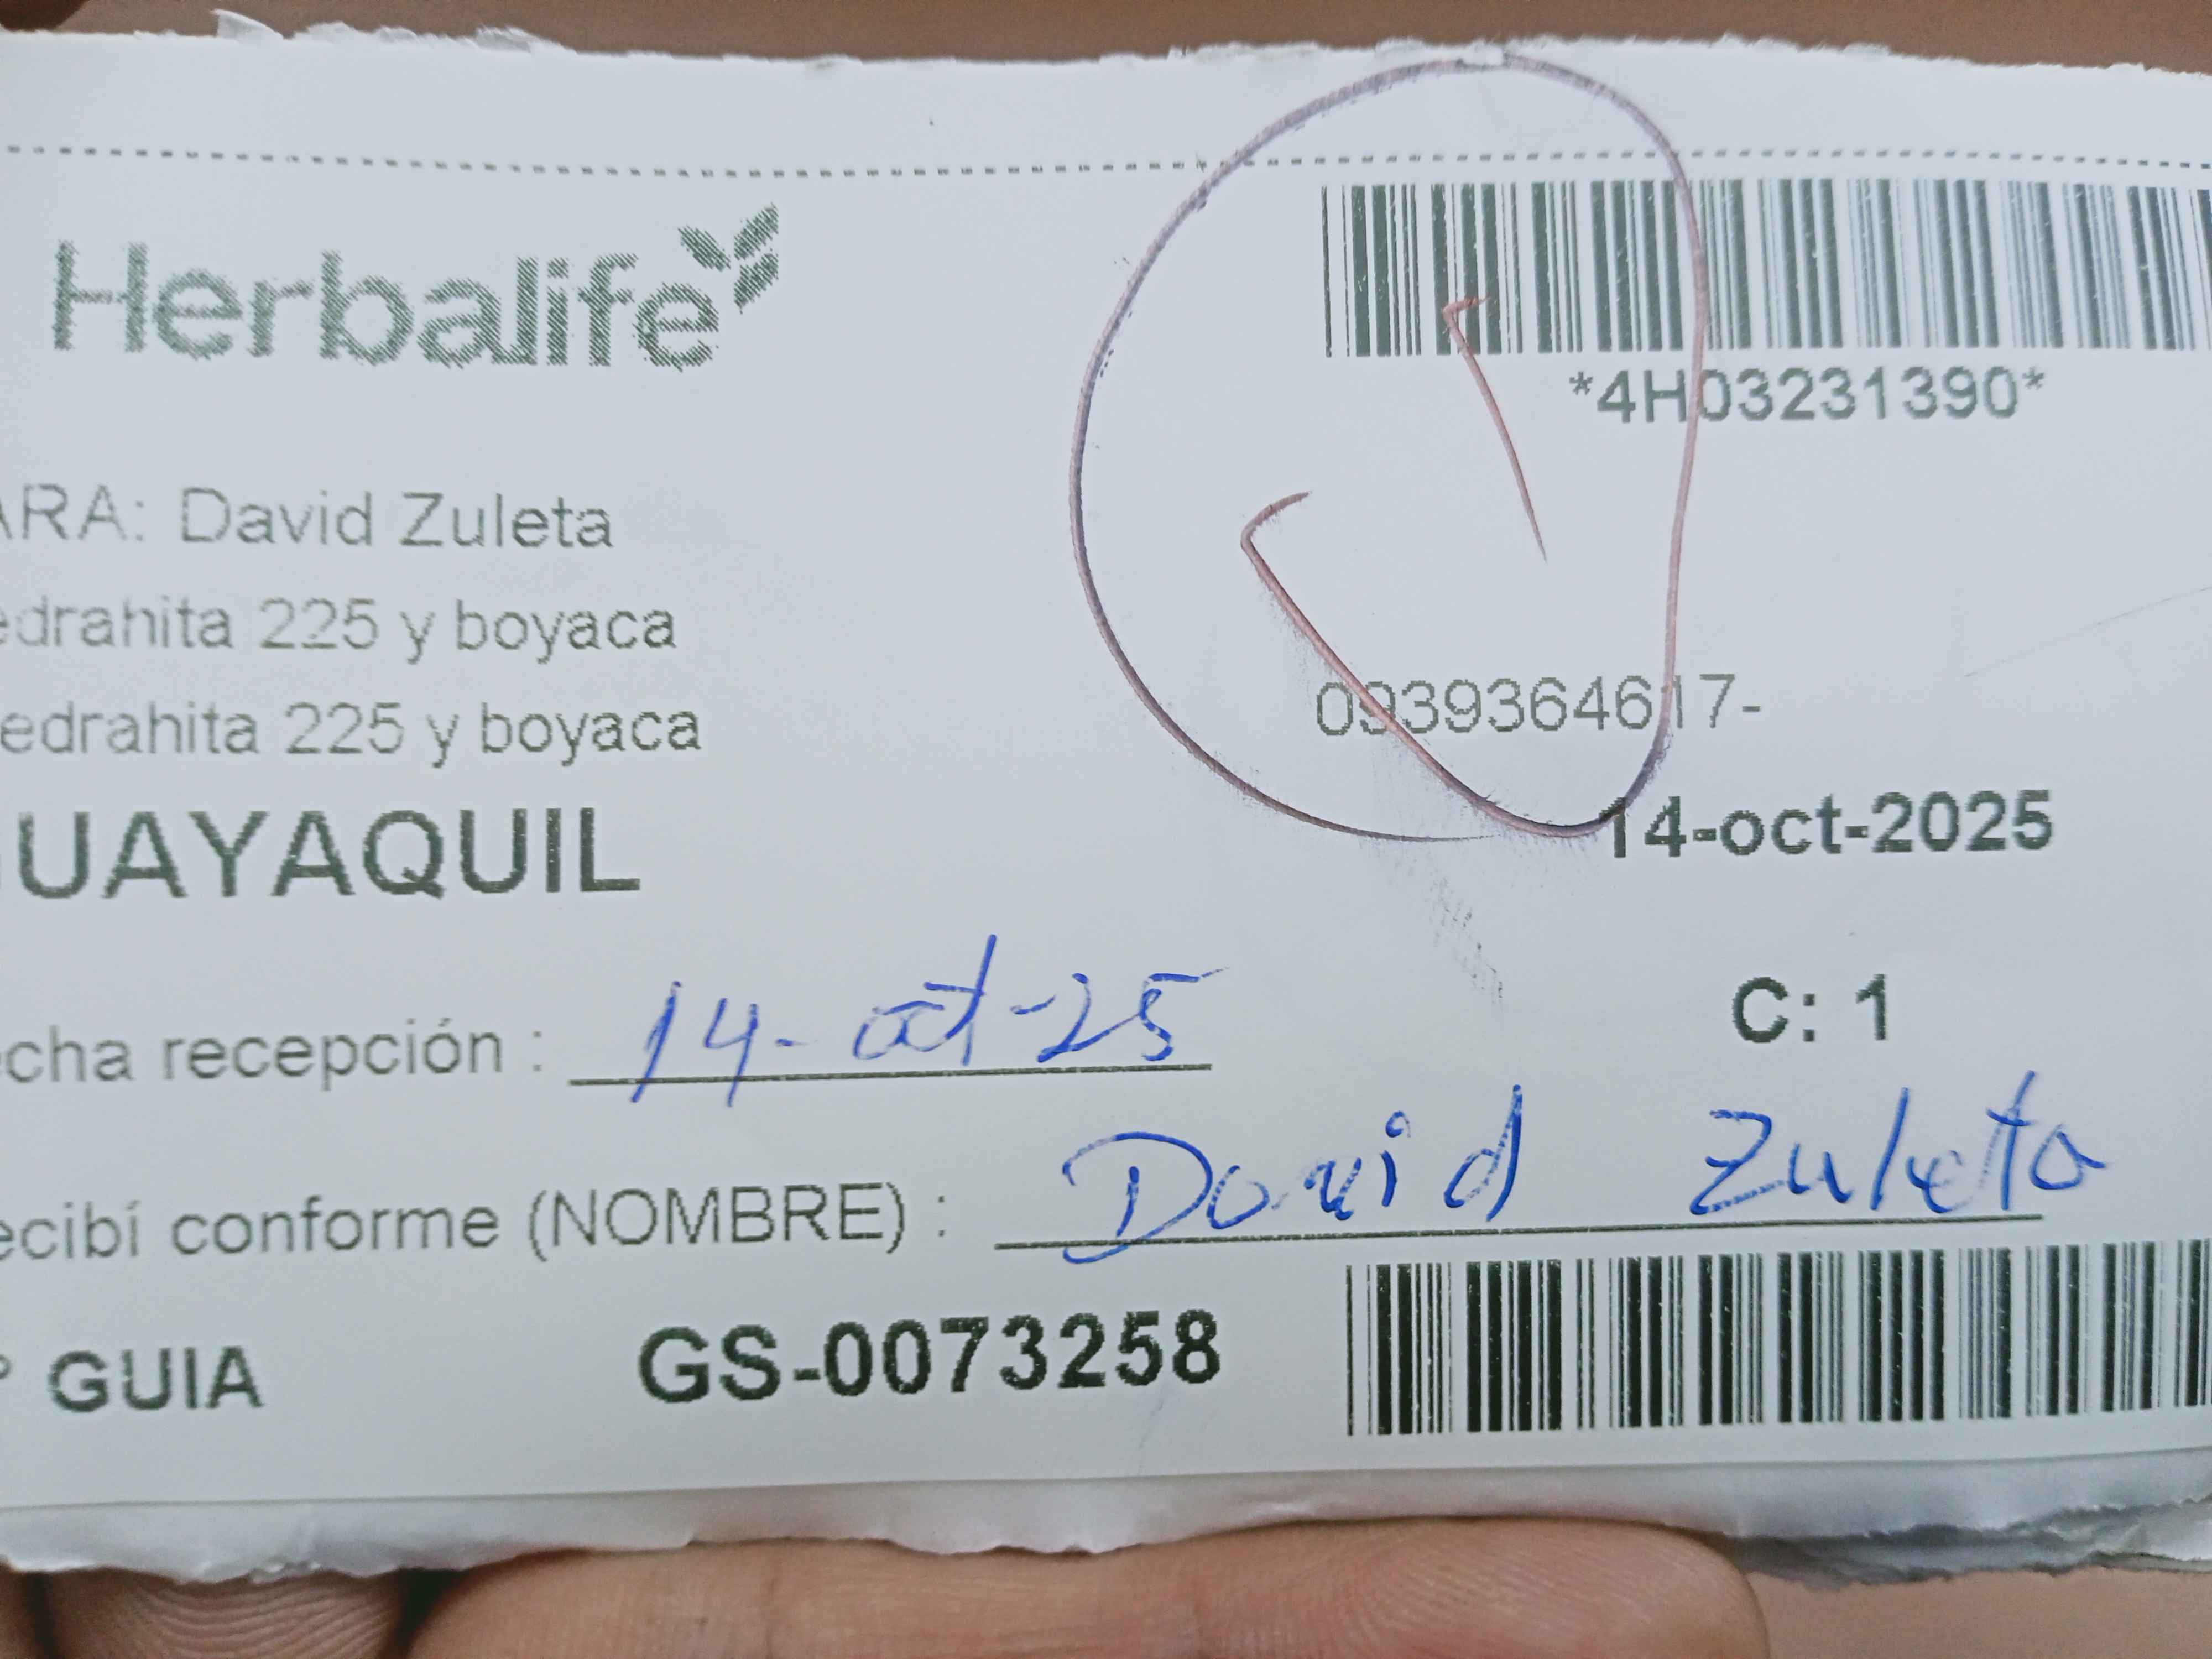 Herbalife
*4H03231390*
ARA: David Zuleta
edrahita 225 y boyaca
edrahita 225 y boyaca
0939364617-
UAYAQUIL
14-oct-2025
C: 1
echa recepción : 14-oct-25
ecibí conforme (NOMBRE) : David Zuleta
° GUIA GS-0073258